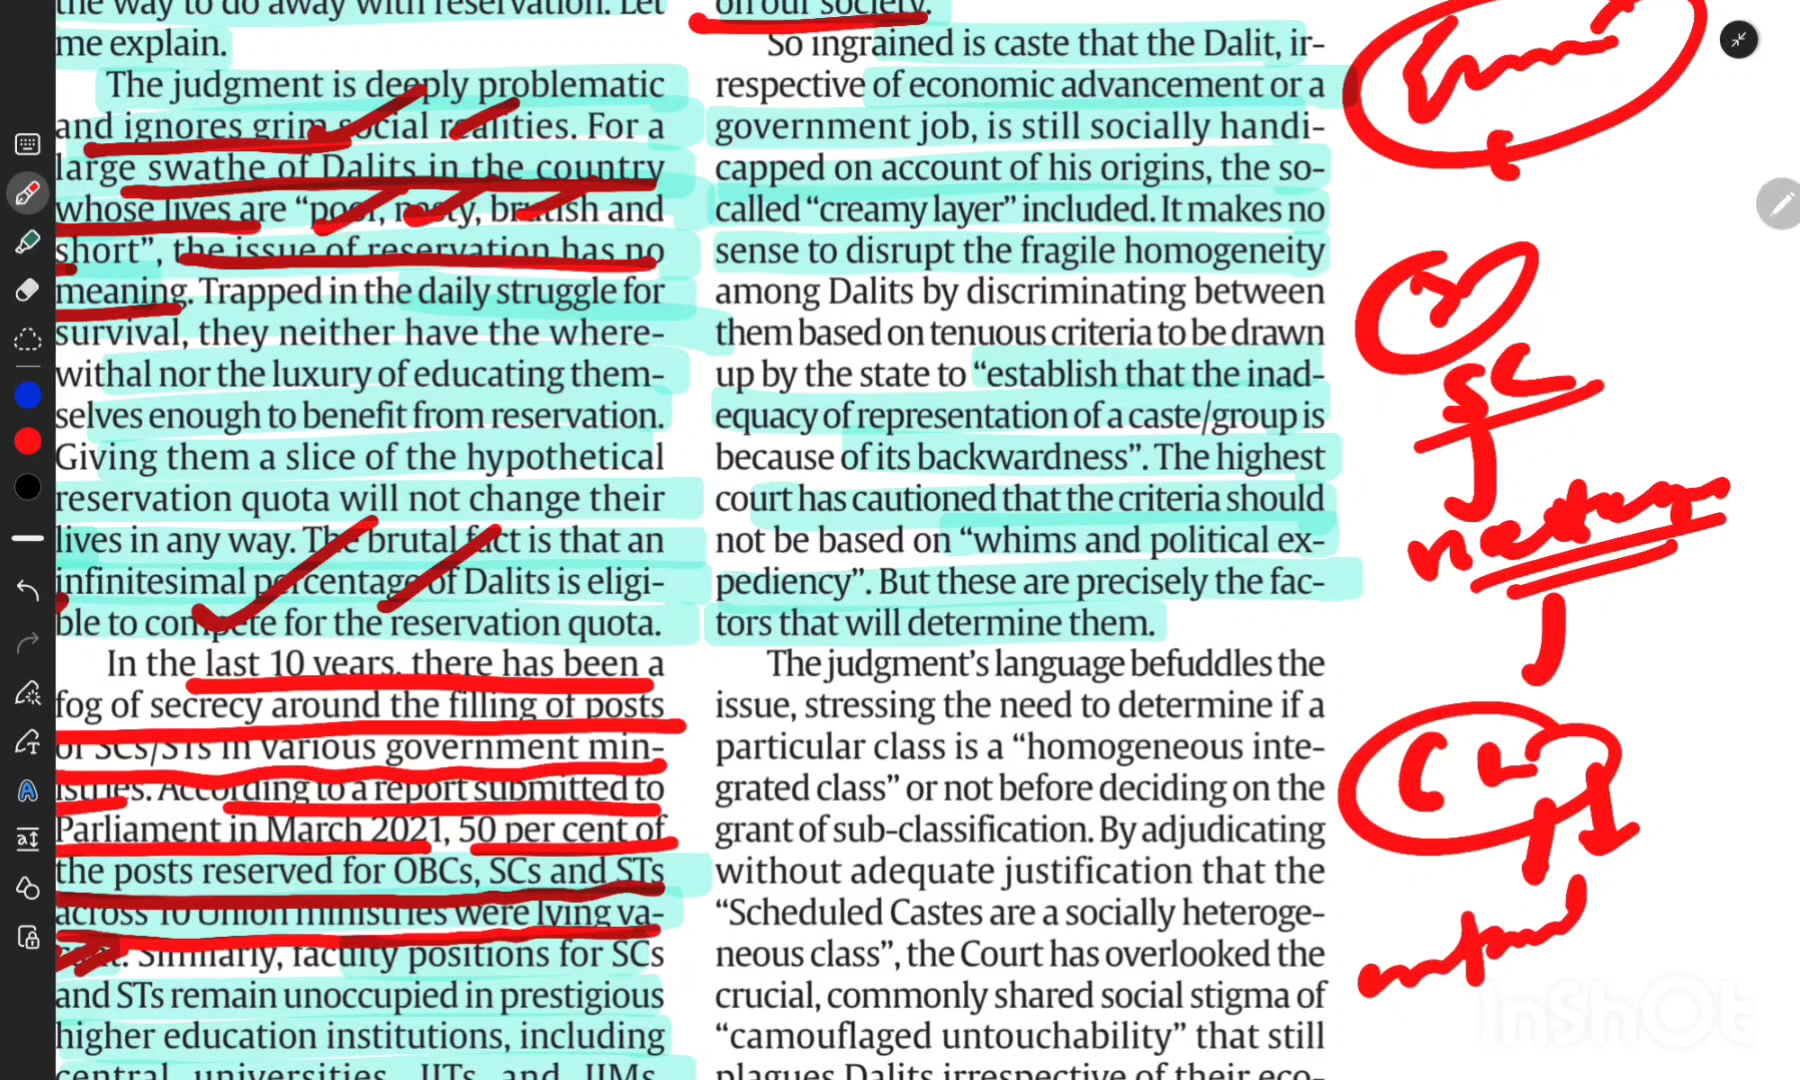 the way to do away with reservation. Let
me explain.
The judgment is deeply problematic
and ignores grim social realities. For a
large swathe of Dalits in the country
whose lives are “poor, nasty, brutish and
short”, the issue of reservation has no
meaning. Trapped in the daily struggle for
survival, they neither have the where-
withal nor the luxury of educating them-
selves enough to benefit from reservation.
Giving them a slice of the hypothetical
reservation quota will not change their
lives in any way. The brutal fact is that an
infinitesimal percentage of Dalits is eligi-
ble to compete for the reservation quota.
In the last 10 years, there has been a
fog of secrecy around the filling of posts
of SCs/STs in various government min-
istries. According to a report submitted to
Parliament in March 2021, 50 per cent of
the posts reserved for OBCs, SCs and STs
across 10 Union ministries were lying va-
cant. Similarly, faculty positions for SCs
and STs remain unoccupied in prestigious
higher education institutions, including
central universities, IITs and IIMs.
on our society.
So ingrained is caste that the Dalit, ir-
respective of economic advancement or a
government job, is still socially handi-
capped on account of his origins, the so-
called “creamy layer” included. It makes no
sense to disrupt the fragile homogeneity
among Dalits by discriminating between
them based on tenuous criteria to be drawn
up by the state to “establish that the inad-
equacy of representation of a caste/group is
because of its backwardness”. The highest
court has cautioned that the criteria should
not be based on “whims and political ex-
pediency”. But these are precisely the fac-
tors that will determine them.
The judgment’s language befuddles the
issue, stressing the need to determine if a
particular class is a “homogeneous inte-
grated class” or not before deciding on the
grant of sub-classification. By adjudicating
without adequate justification that the
“Scheduled Castes are a socially heteroge-
neous class”, the Court has overlooked the
crucial, commonly shared social stigma of
“camouflaged untouchability” that still
plagues Dalits irrespective of their eco-
SC
InShOt